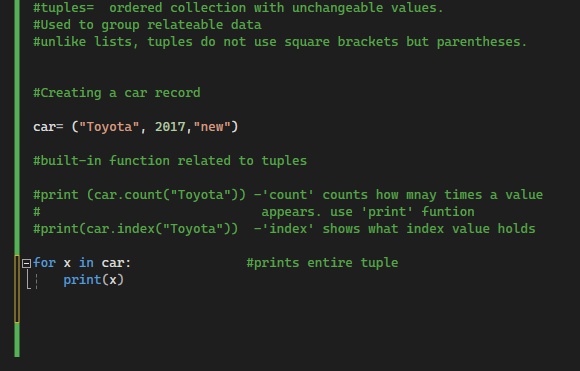 #tuples=  ordered collection with unchangeable values.
#Used to group relateable data
#unlike lists, tuples do not use square brackets but parentheses.
#Creating a car record
car= ("Toyota", 2017,"new")
#built-in function related to tuples
#print (car.count("Toyota")) -'count' counts how mnay times a value
#                             appears. use 'print' funtion
#print(car.index("Toyota"))  -'index' shows what index value holds
for x in car:               #prints entire tuple
    print(x)